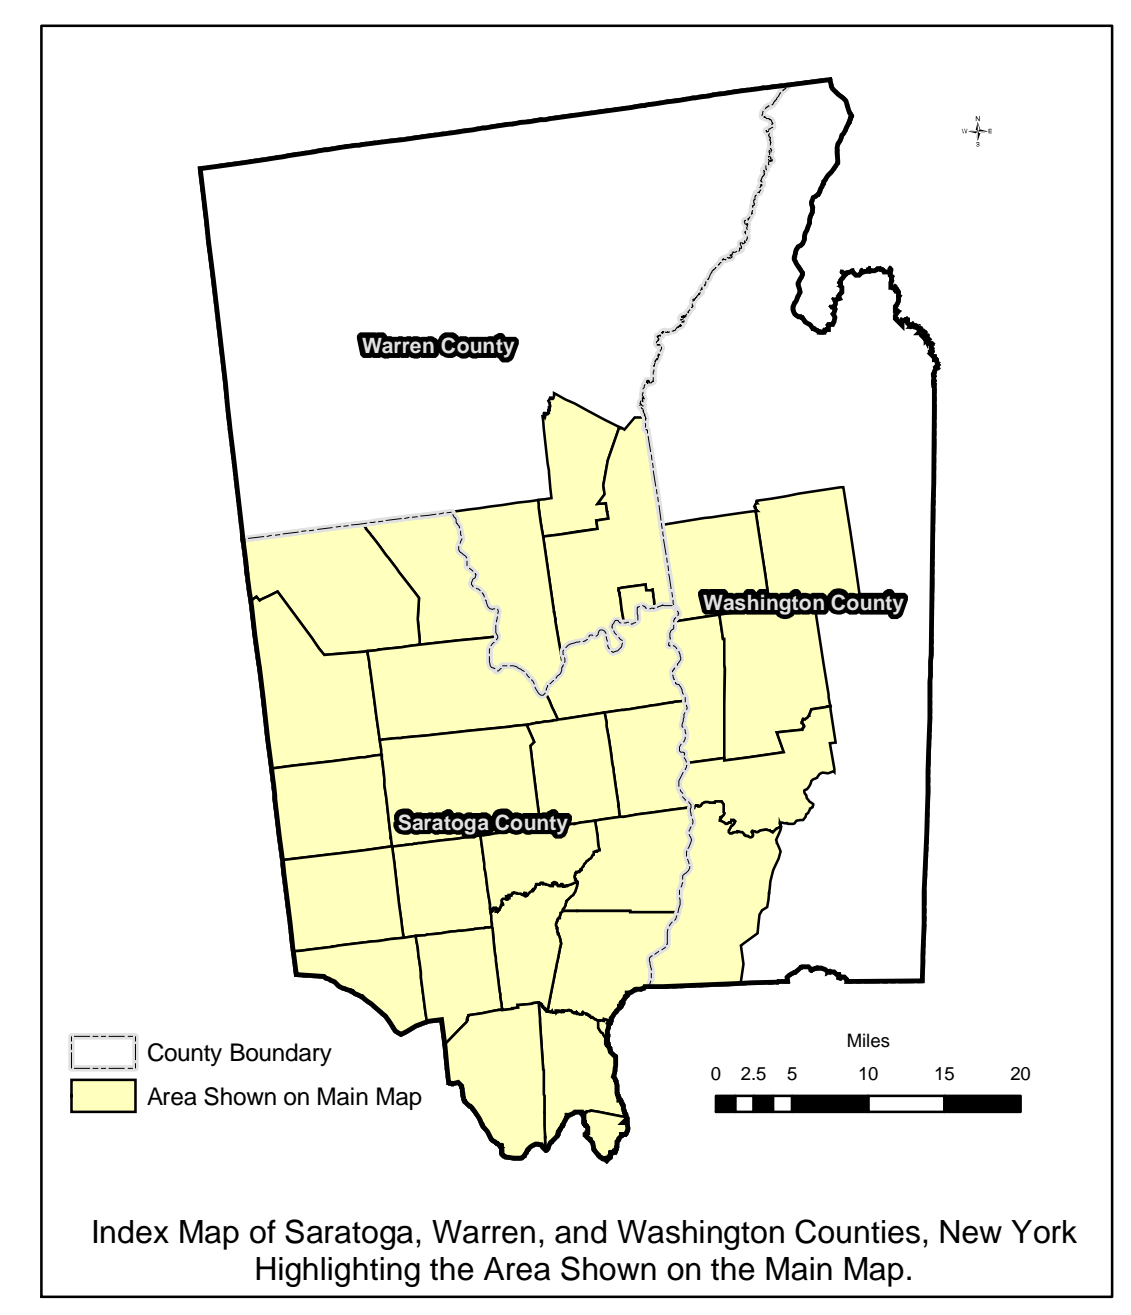 N
W E
S
Warren County
Washington County
Saratoga County
County Boundary
Area Shown on Main Map
Miles
0 2.5 5 10 15 20
Index Map of Saratoga, Warren, and Washington Counties, New York
Highlighting the Area Shown on the Main Map.